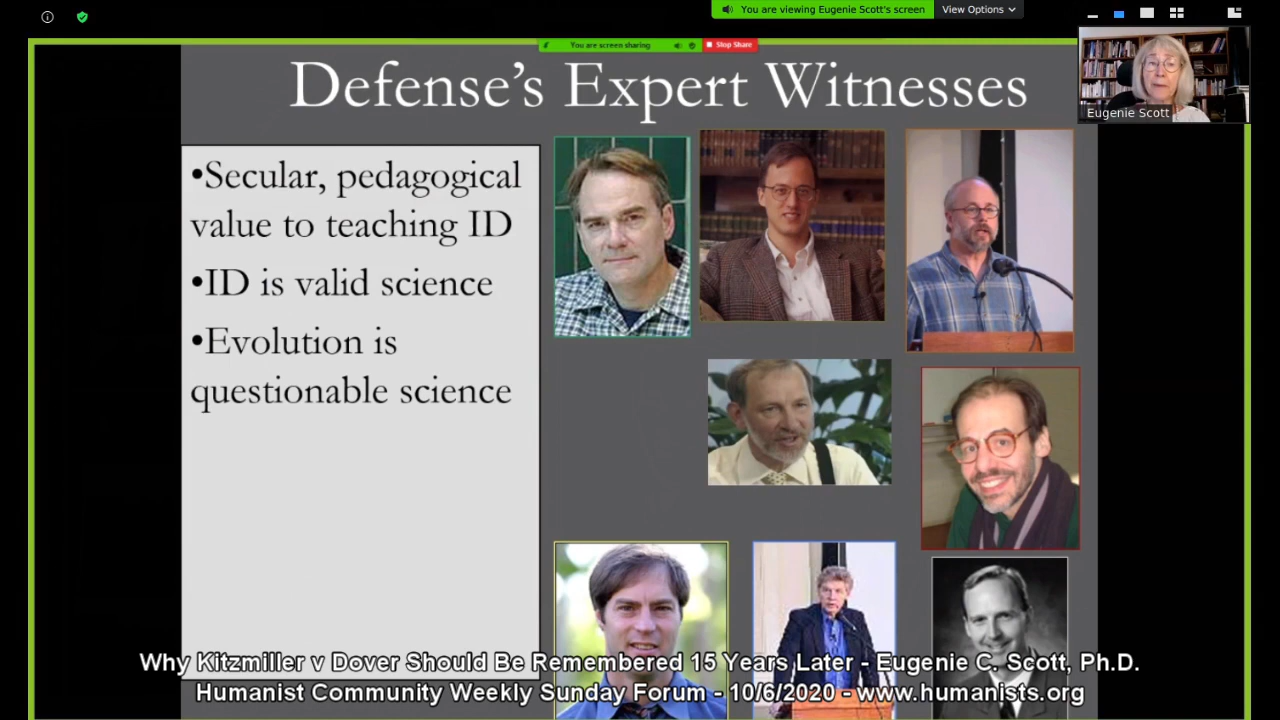 You are viewing Eugenie Scott's screen
View Options
You are screen sharing
Stop Share
Defense's Expert Witnesses
Eugenie Scott
•Secular, pedagogical
value to teaching ID
•ID is valid science
•Evolution is
questionable science
Why Kitzmiller v Dover Should Be Remembered 15 Years Later - Eugenie C. Scott, Ph.D.
Humanist Community Weekly Sunday Forum - 10/6/2020 - www.humanists.org